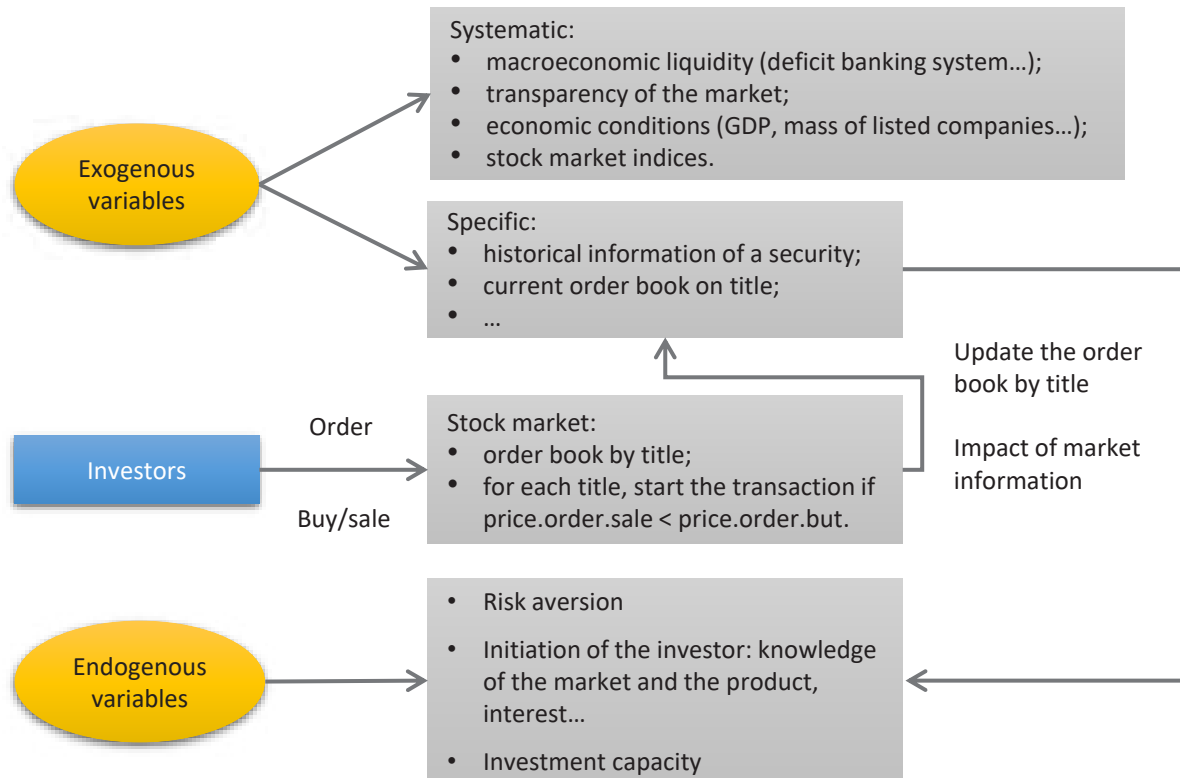 Systematic:
• macroeconomic liquidity (deficit banking system…);
• transparency of the market;
• economic conditions (GDP, mass of listed companies…);
• stock market indices.
Exogenous
variables
Specific:
• historical information of a security;
• current order book on title;
• …
Update the order
book by title
Impact of market
information
Investors
Order
Buy/sale
Stock market:
• order book by title;
• for each title, start the transaction if
price.order.sale < price.order.but.
Endogenous
variables
• Risk aversion
• Initiation of the investor: knowledge
of the market and the product,
interest…
• Investment capacity